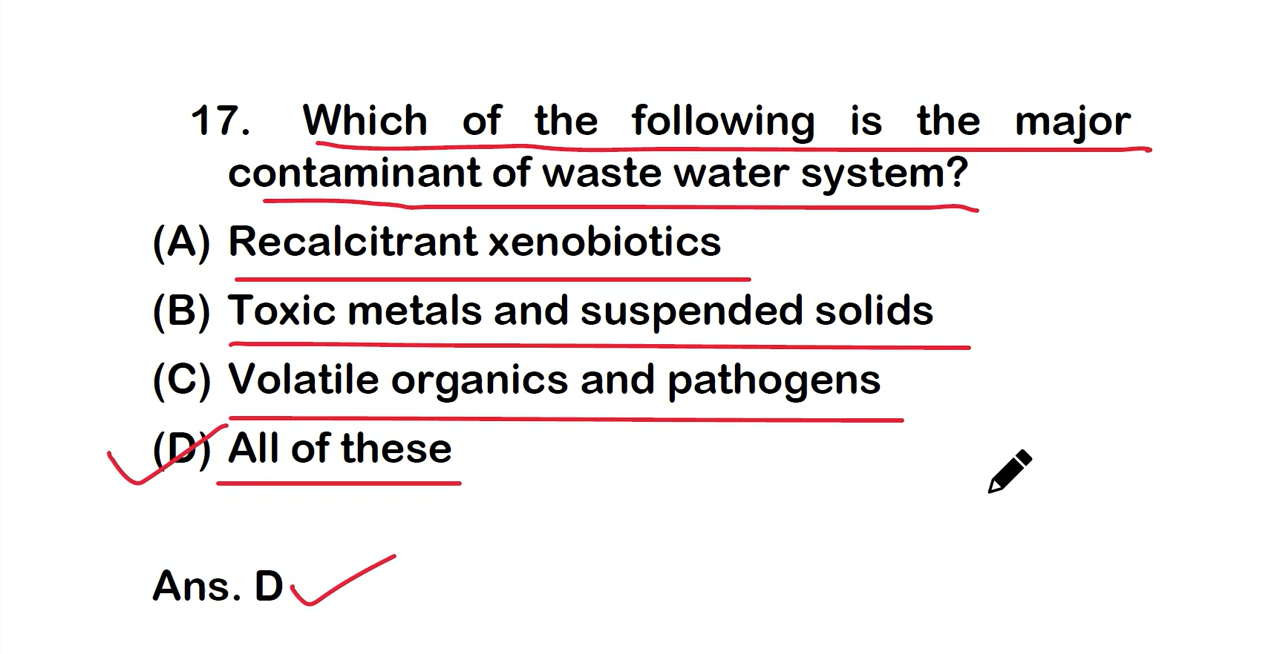 17. Which of the following is the major
contaminant of waste water system?
(A) Recalcitrant xenobiotics
(B) Toxic metals and suspended solids
(C) Volatile organics and pathogens
(D) All of these
Ans. D